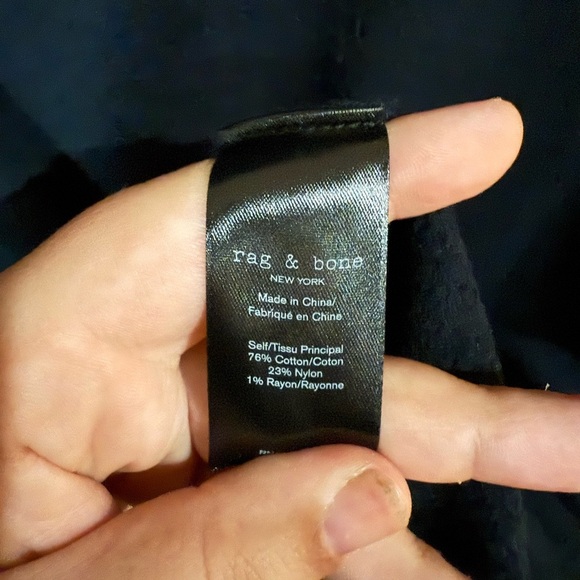 rag & bone
NEW YORK
Made in China/
Fabriqué en Chine
Self/Tissu Principal
76% Cotton/Coton
23% Nylon
1% Rayon/Rayonne